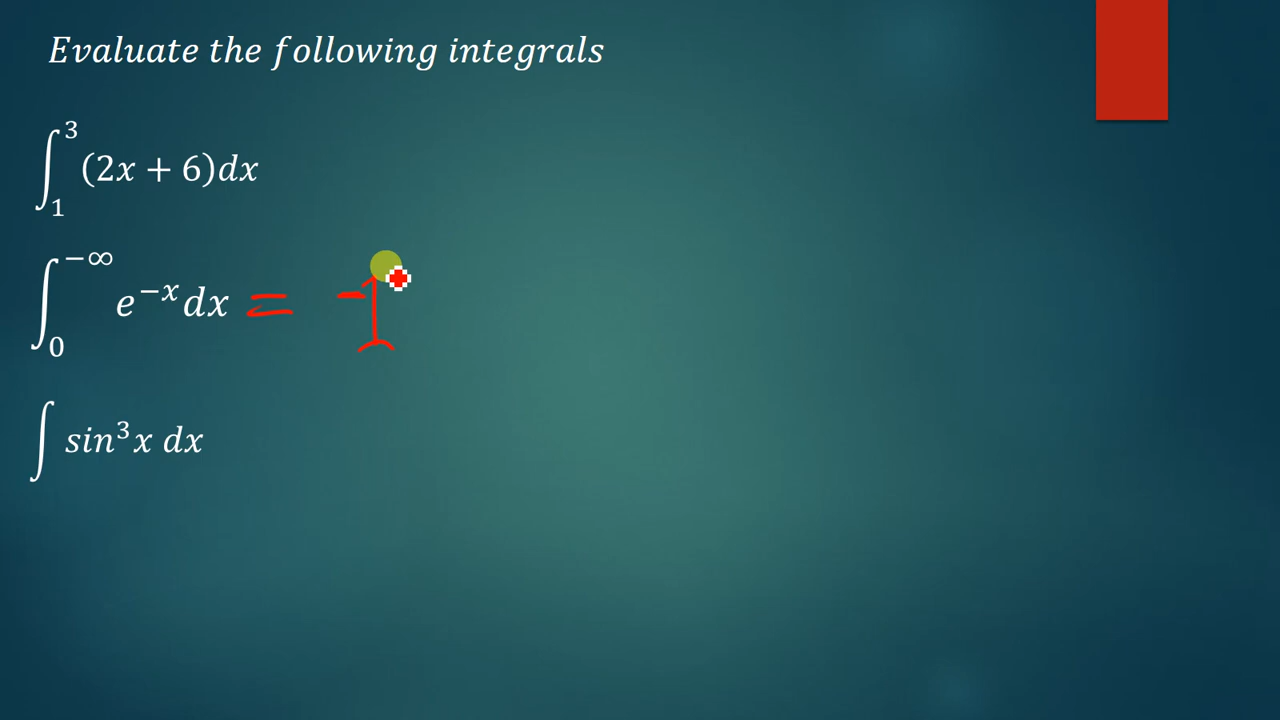 Evaluate the following integrals
∫₁³ (2x + 6)dx
∫₀^−∞ e^−x dx = -1
∫ sin³x dx